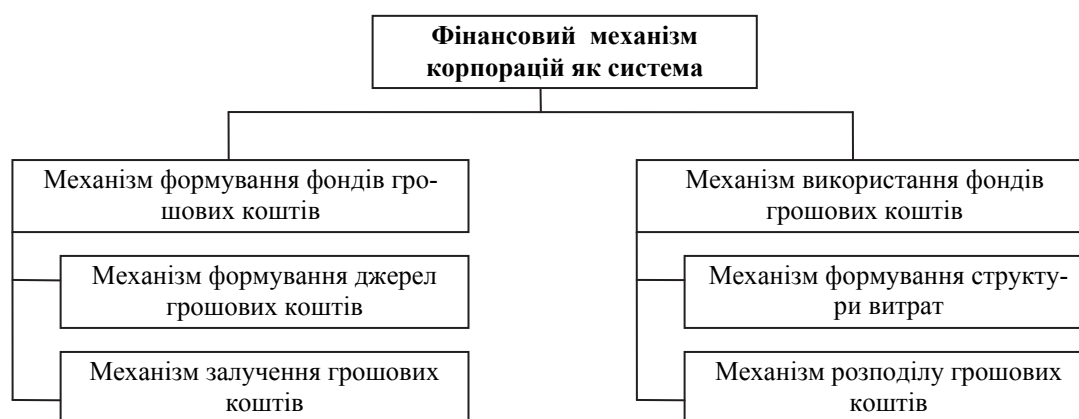 Фінансовий механізм
корпорацій як система
Механізм формування фондів гро-
шових коштів
Механізм формування джерел
грошових коштів
Механізм залучення грошових
коштів
Механізм використання фондів
грошових коштів
Механізм формування структу-
ри витрат
Механізм розподілу грошових
коштів